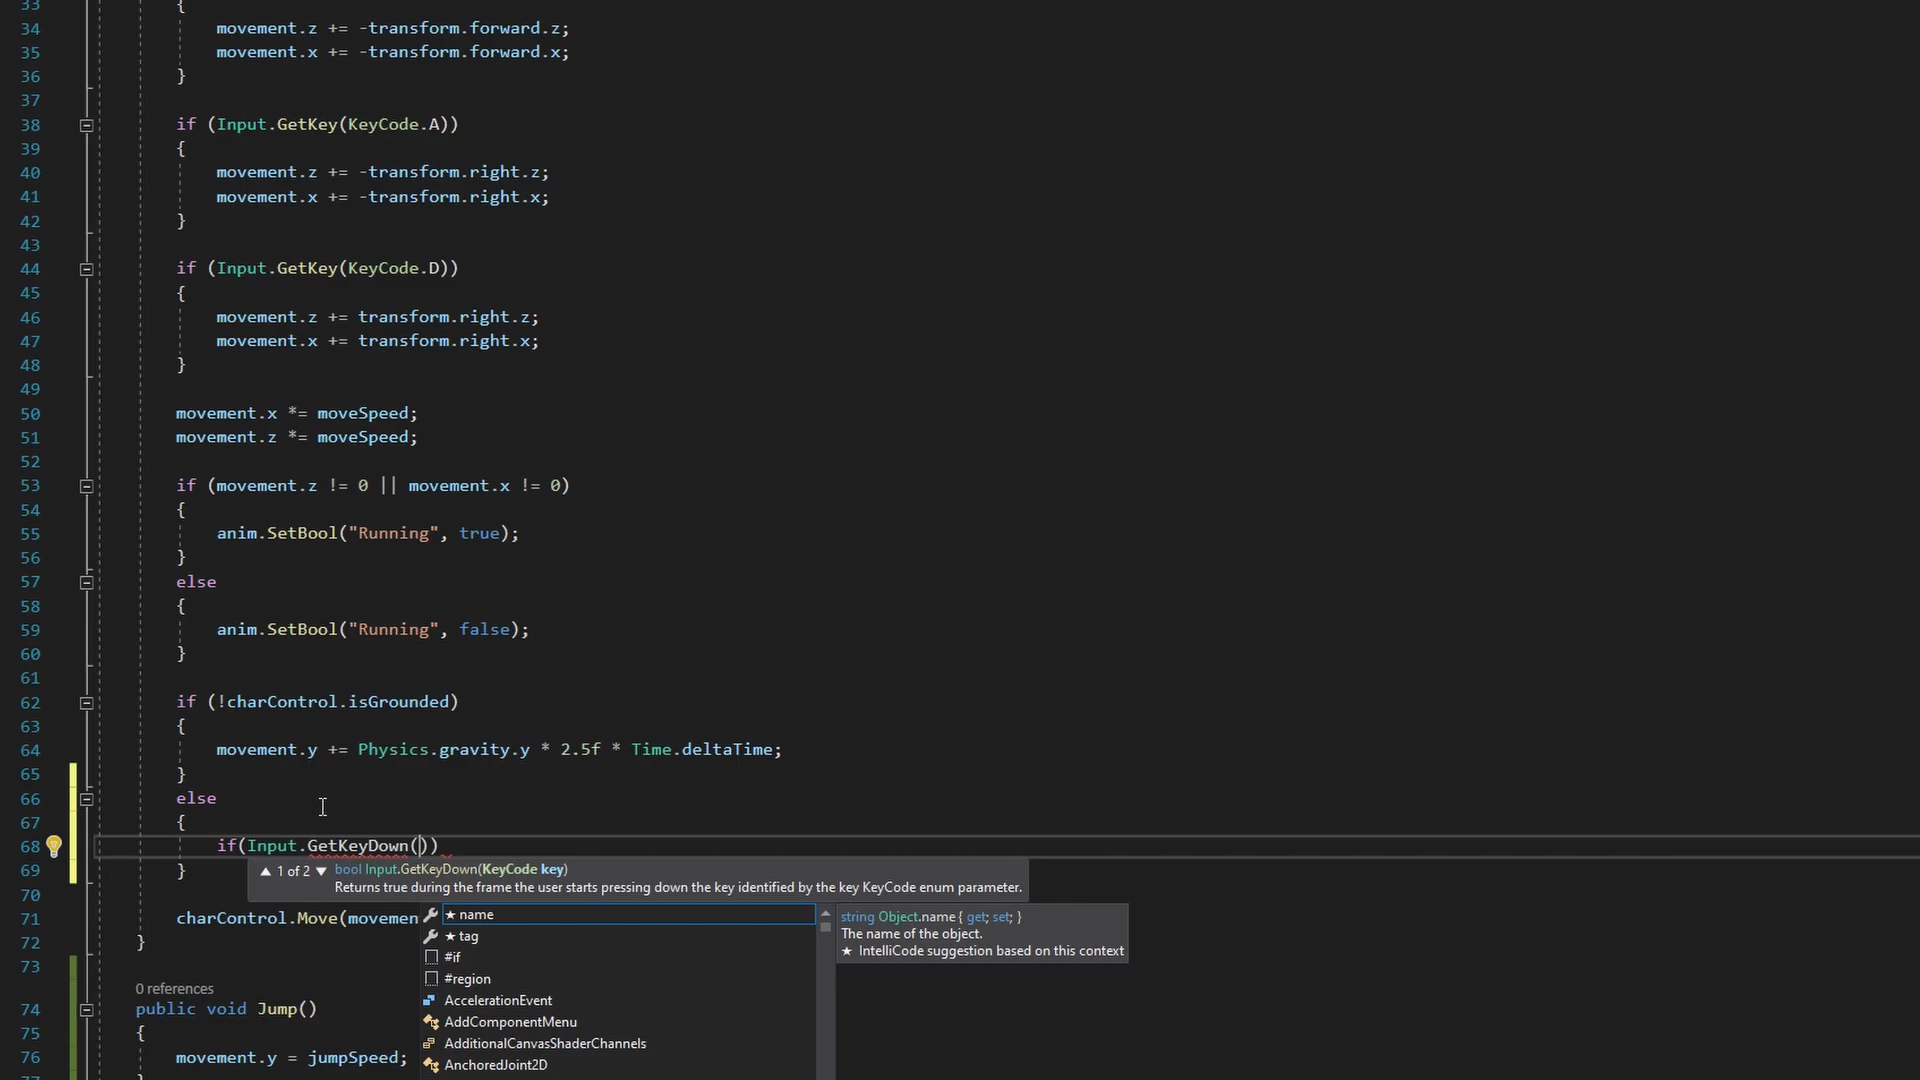 33 {
34 movement.z += -transform.forward.z;
35 movement.x += -transform.forward.x;
36 }
37
38 if (Input.GetKey(KeyCode.A))
39 {
40 movement.z += -transform.right.z;
41 movement.x += -transform.right.x;
42 }
43
44 if (Input.GetKey(KeyCode.D))
45 {
46 movement.z += transform.right.z;
47 movement.x += transform.right.x;
48 }
49
50 movement.x *= moveSpeed;
51 movement.z *= moveSpeed;
52
53 if (movement.z != 0 || movement.x != 0)
54 {
55 anim.SetBool("Running", true);
56 }
57 else
58 {
59 anim.SetBool("Running", false);
60 }
61
62 if (!charControl.isGrounded)
63 {
64 movement.y += Physics.gravity.y * 2.5f * Time.deltaTime;
65 }
66 else
67 {
68 if(Input.GetKeyDown())
69 }
▲ 1 of 2 ▼ bool Input.GetKeyDown(KeyCode key)
Returns true during the frame the user starts pressing down the key identified by the key KeyCode enum parameter.
70
71 charControl.Move(movemen
72 }
73
0 references
74 public void Jump()
75 {
76 movement.y = jumpSpeed;
77 }
★ name
★ tag
#if
#region
AccelerationEvent
AddComponentMenu
AdditionalCanvasShaderChannels
AnchoredJoint2D
string Object.name { get; set; }
The name of the object.
★ IntelliCode suggestion based on this context